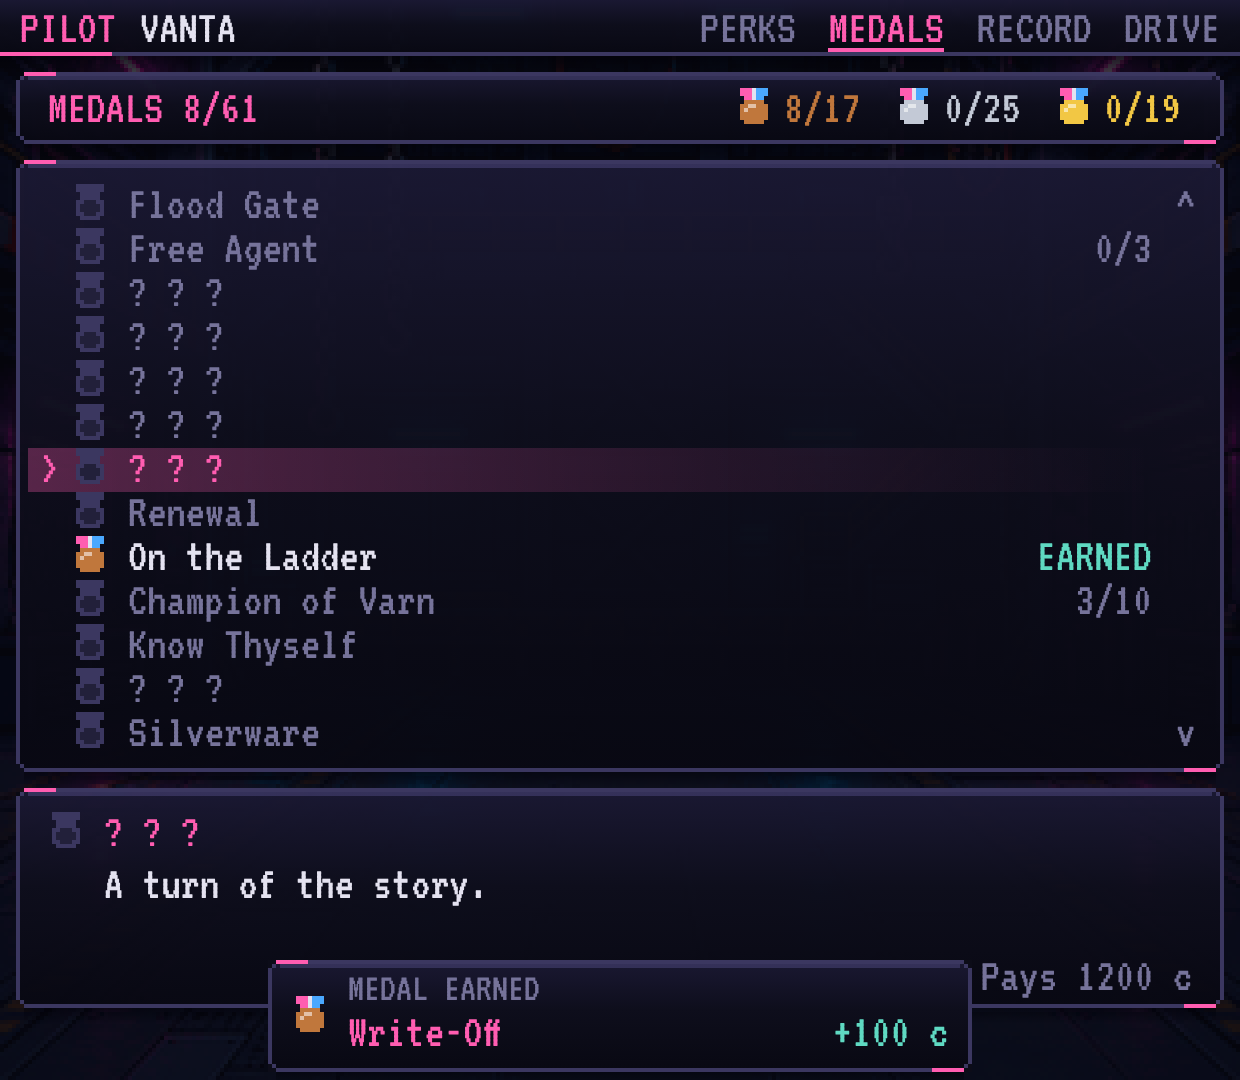 PILOT VANTA PERKS MEDALS RECORD DRIVE
MEDALS 8/61 8/17 0/25 0/19
Flood Gate ^
Free Agent 0/3
? ? ?
? ? ?
? ? ?
? ? ?
> ? ? ?
Renewal
On the Ladder EARNED
Champion of Varn 3/10
Know Thyself
? ? ?
Silverware v
? ? ?
A turn of the story.
Pays 1200 c
MEDAL EARNED
Write-Off +100 c